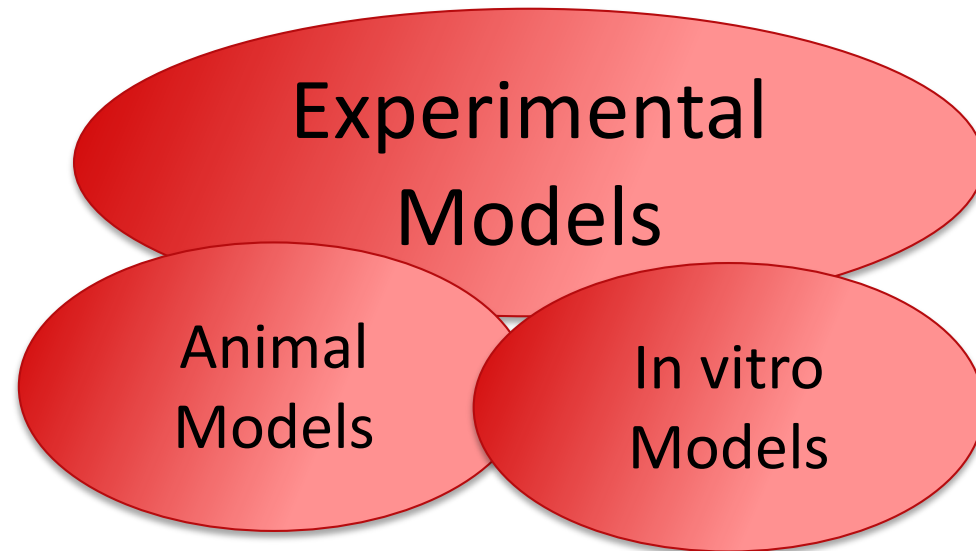 Experimental
Models
Animal
Models
In vitro
Models